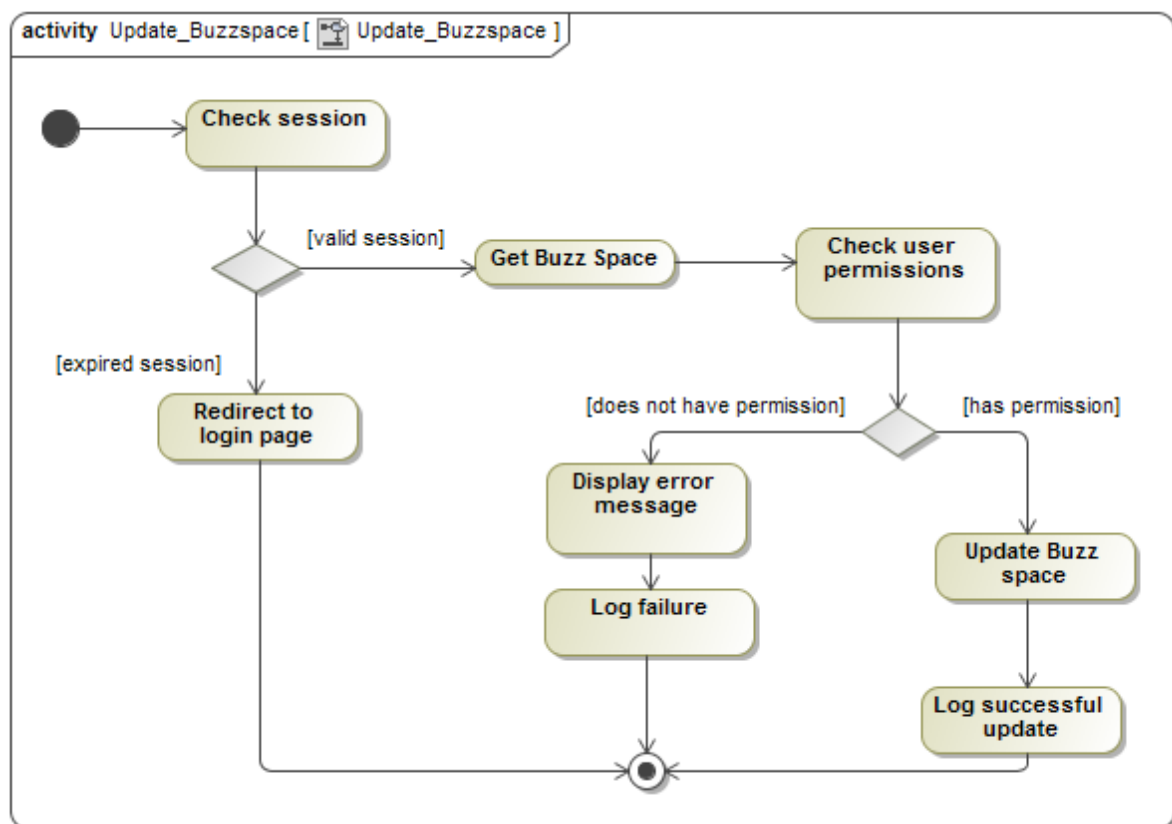 activity Update_Buzzspace [ Update_Buzzspace ]
Check session
[valid session]
Get Buzz Space
Check user
permissions
[expired session]
Redirect to
login page
[does not have permission]
[has permission]
Display error
message
Update Buzz
space
Log failure
Log successful
update